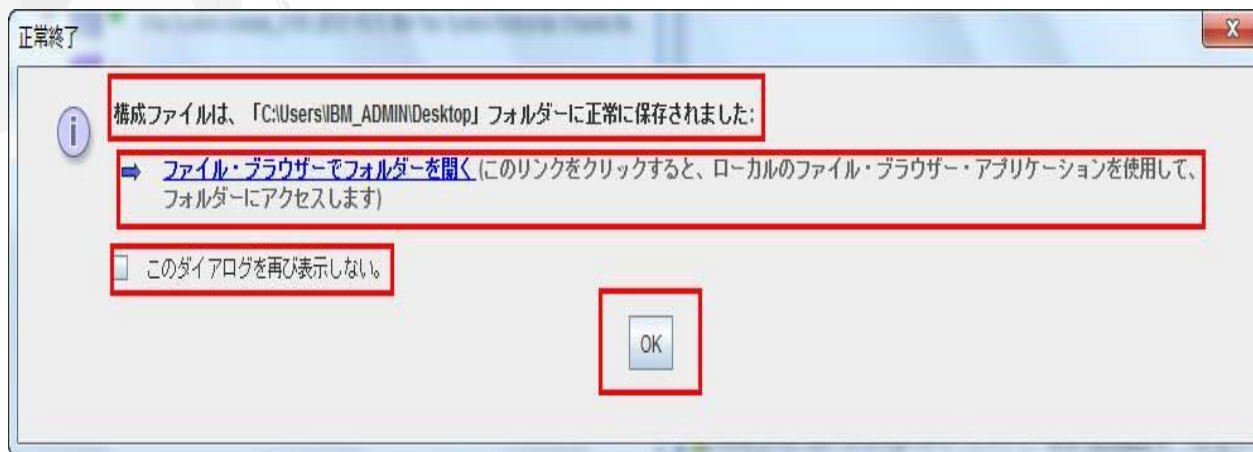 正常終了
構成ファイルは、「C:\Users\IBM_ADMIN\Desktop」フォルダーに正常に保存されました:
ファイル・ブラウザーでフォルダーを開く (このリンクをクリックすると、ローカルのファイル・ブラウザー・アプリケーションを使用して、
フォルダーにアクセスします)
このダイアログを再び表示しない。
OK